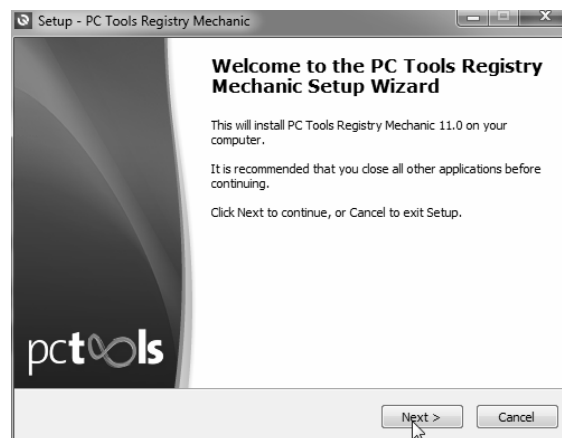 Setup - PC Tools Registry Mechanic
Welcome to the PC Tools Registry
Mechanic Setup Wizard
This will install PC Tools Registry Mechanic 11.0 on your
computer.
It is recommended that you close all other applications before
continuing.
Click Next to continue, or Cancel to exit Setup.
pctools
Next >
Cancel